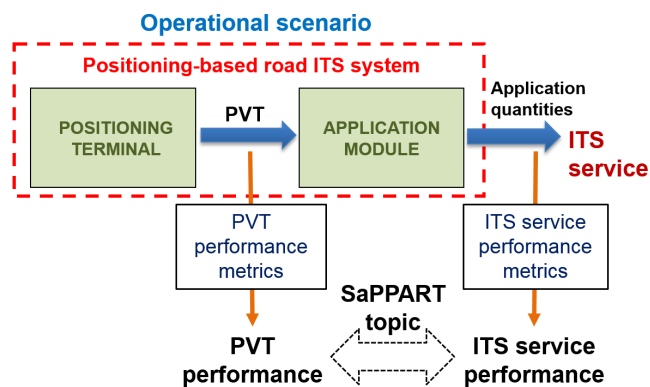 Operational scenario
Positioning-based road ITS system
POSITIONING
TERMINAL
PVT
APPLICATION
MODULE
Application
quantities
ITS
service
PVT
performance
metrics
ITS service
performance
metrics
SaPPART
topic
PVT
performance
ITS service
performance